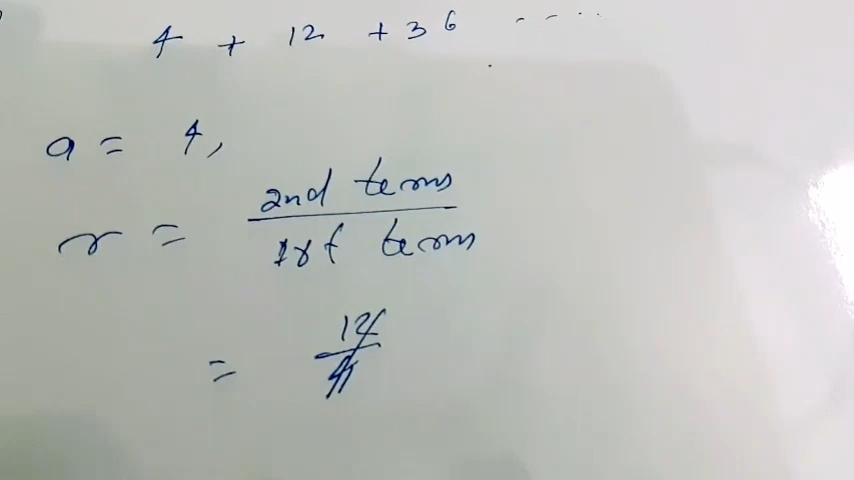 4 + 12 + 36 - - ...
a = 4,
r = 2nd term / 1st term
= 12/4